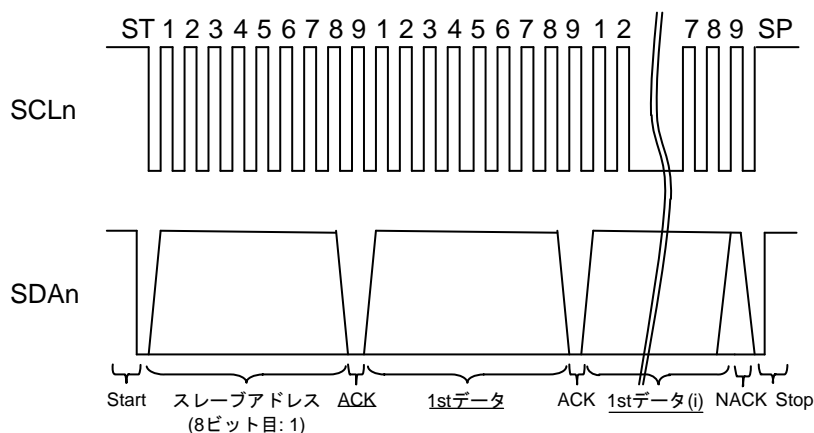 ST 1 2 3 4 5 6 7 8 9 1 2 3 4 5 6 7 8 9 1 2 7 8 9 SP
SCLn
SDAn
Start スレーブアドレス ACK 1stデータ ACK 1stデータ(i) NACK Stop
(8ビット目: 1)